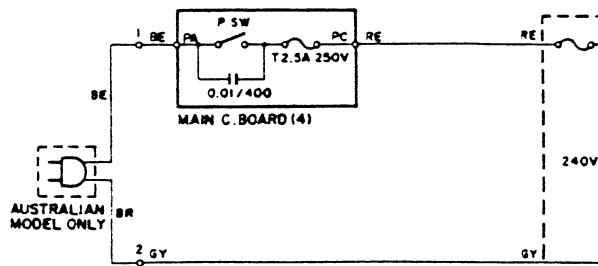 P SW
1 BE PA PC RE RE
T2.5A 250V
0.01/400
BE
MAIN C.BOARD (4)
240V
AUSTRALIAN
MODEL ONLY
BR
2 GY GY